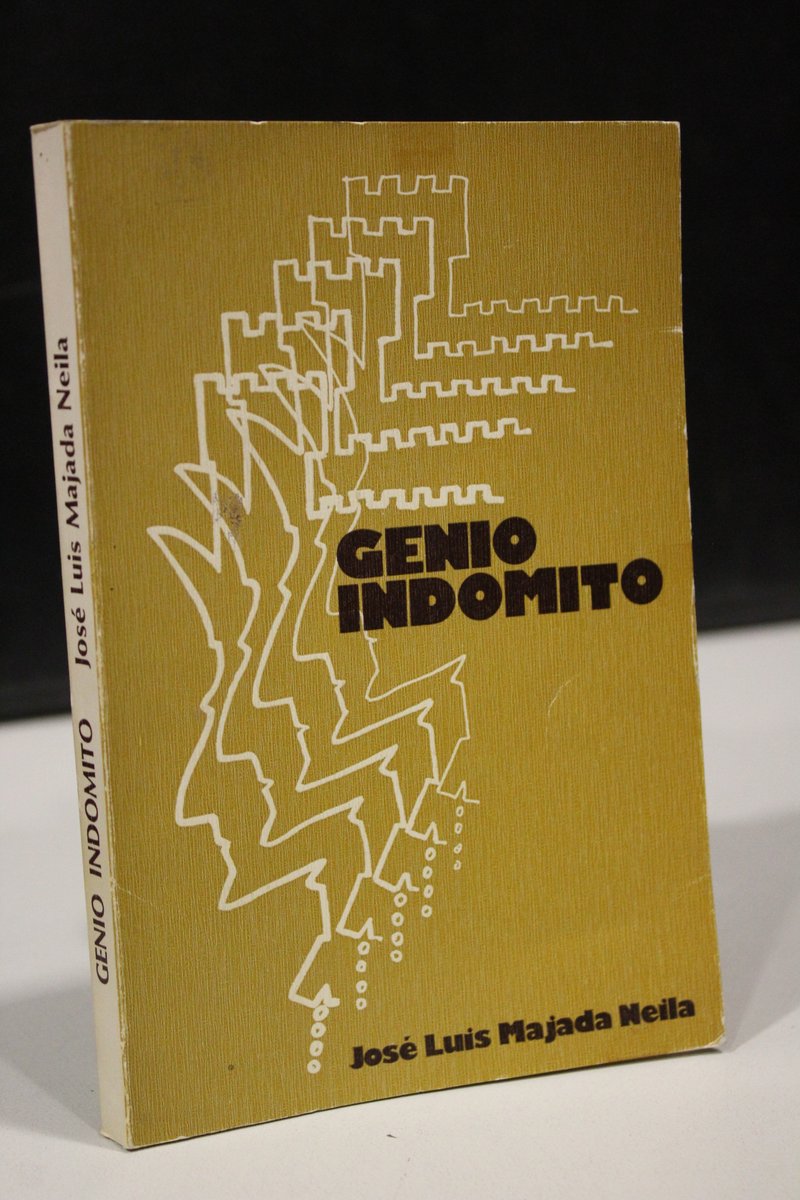 GENIO INDOMITO José Luis Majada Neila
GENIO
INDOMITO
José Luis Majada Neila